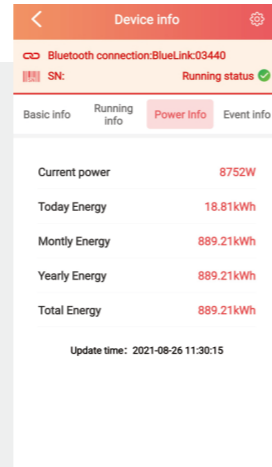 Device info
Bluetooth connection:BlueLink:03440
SN: Running status
Basic info Running info Power Info Event info
Current power 8752W
Today Energy 18.81kWh
Montly Energy 889.21kWh
Yearly Energy 889.21kWh
Total Energy 889.21kWh
Update time: 2021-08-26 11:30:15